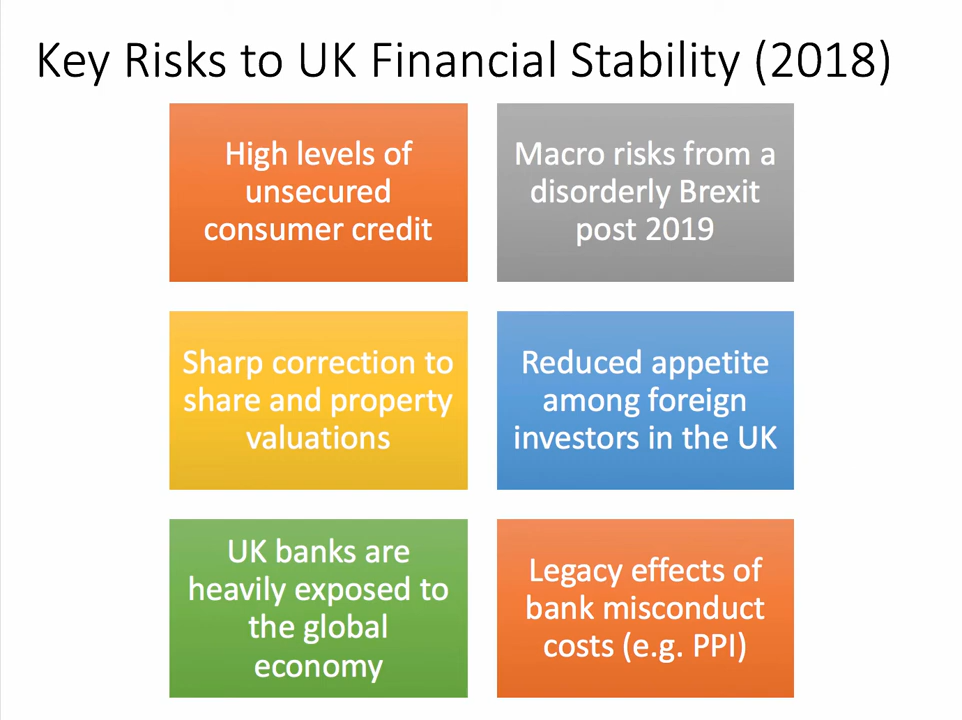 Key Risks to UK Financial Stability (2018)
High levels of
unsecured
consumer credit
Macro risks from a
disorderly Brexit
post 2019
Sharp correction to
share and property
valuations
Reduced appetite
among foreign
investors in the UK
UK banks are
heavily exposed to
the global
economy
Legacy effects of
bank misconduct
costs (e.g. PPI)